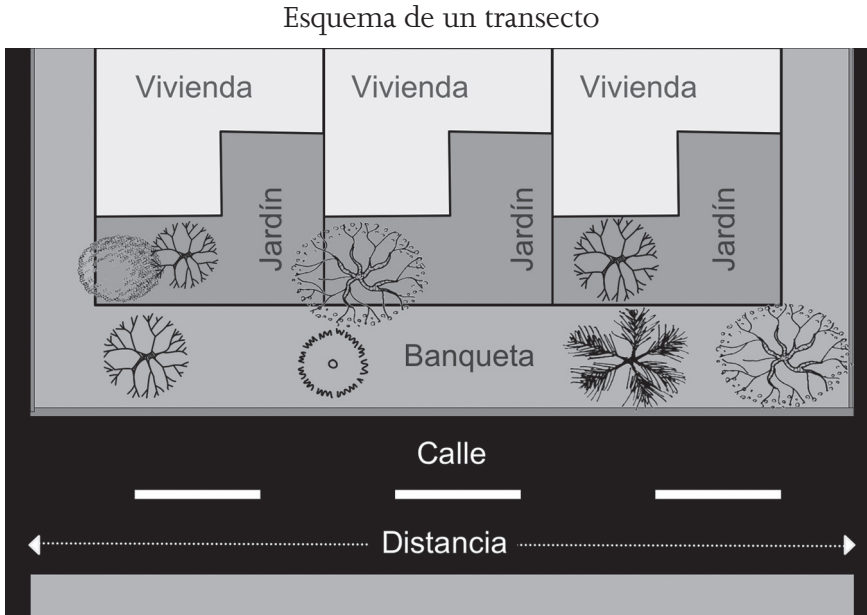 Esquema de un transecto
Vivienda
Vivienda
Vivienda
Jardín
Jardín
Jardín
Banqueta
Calle
Distancia